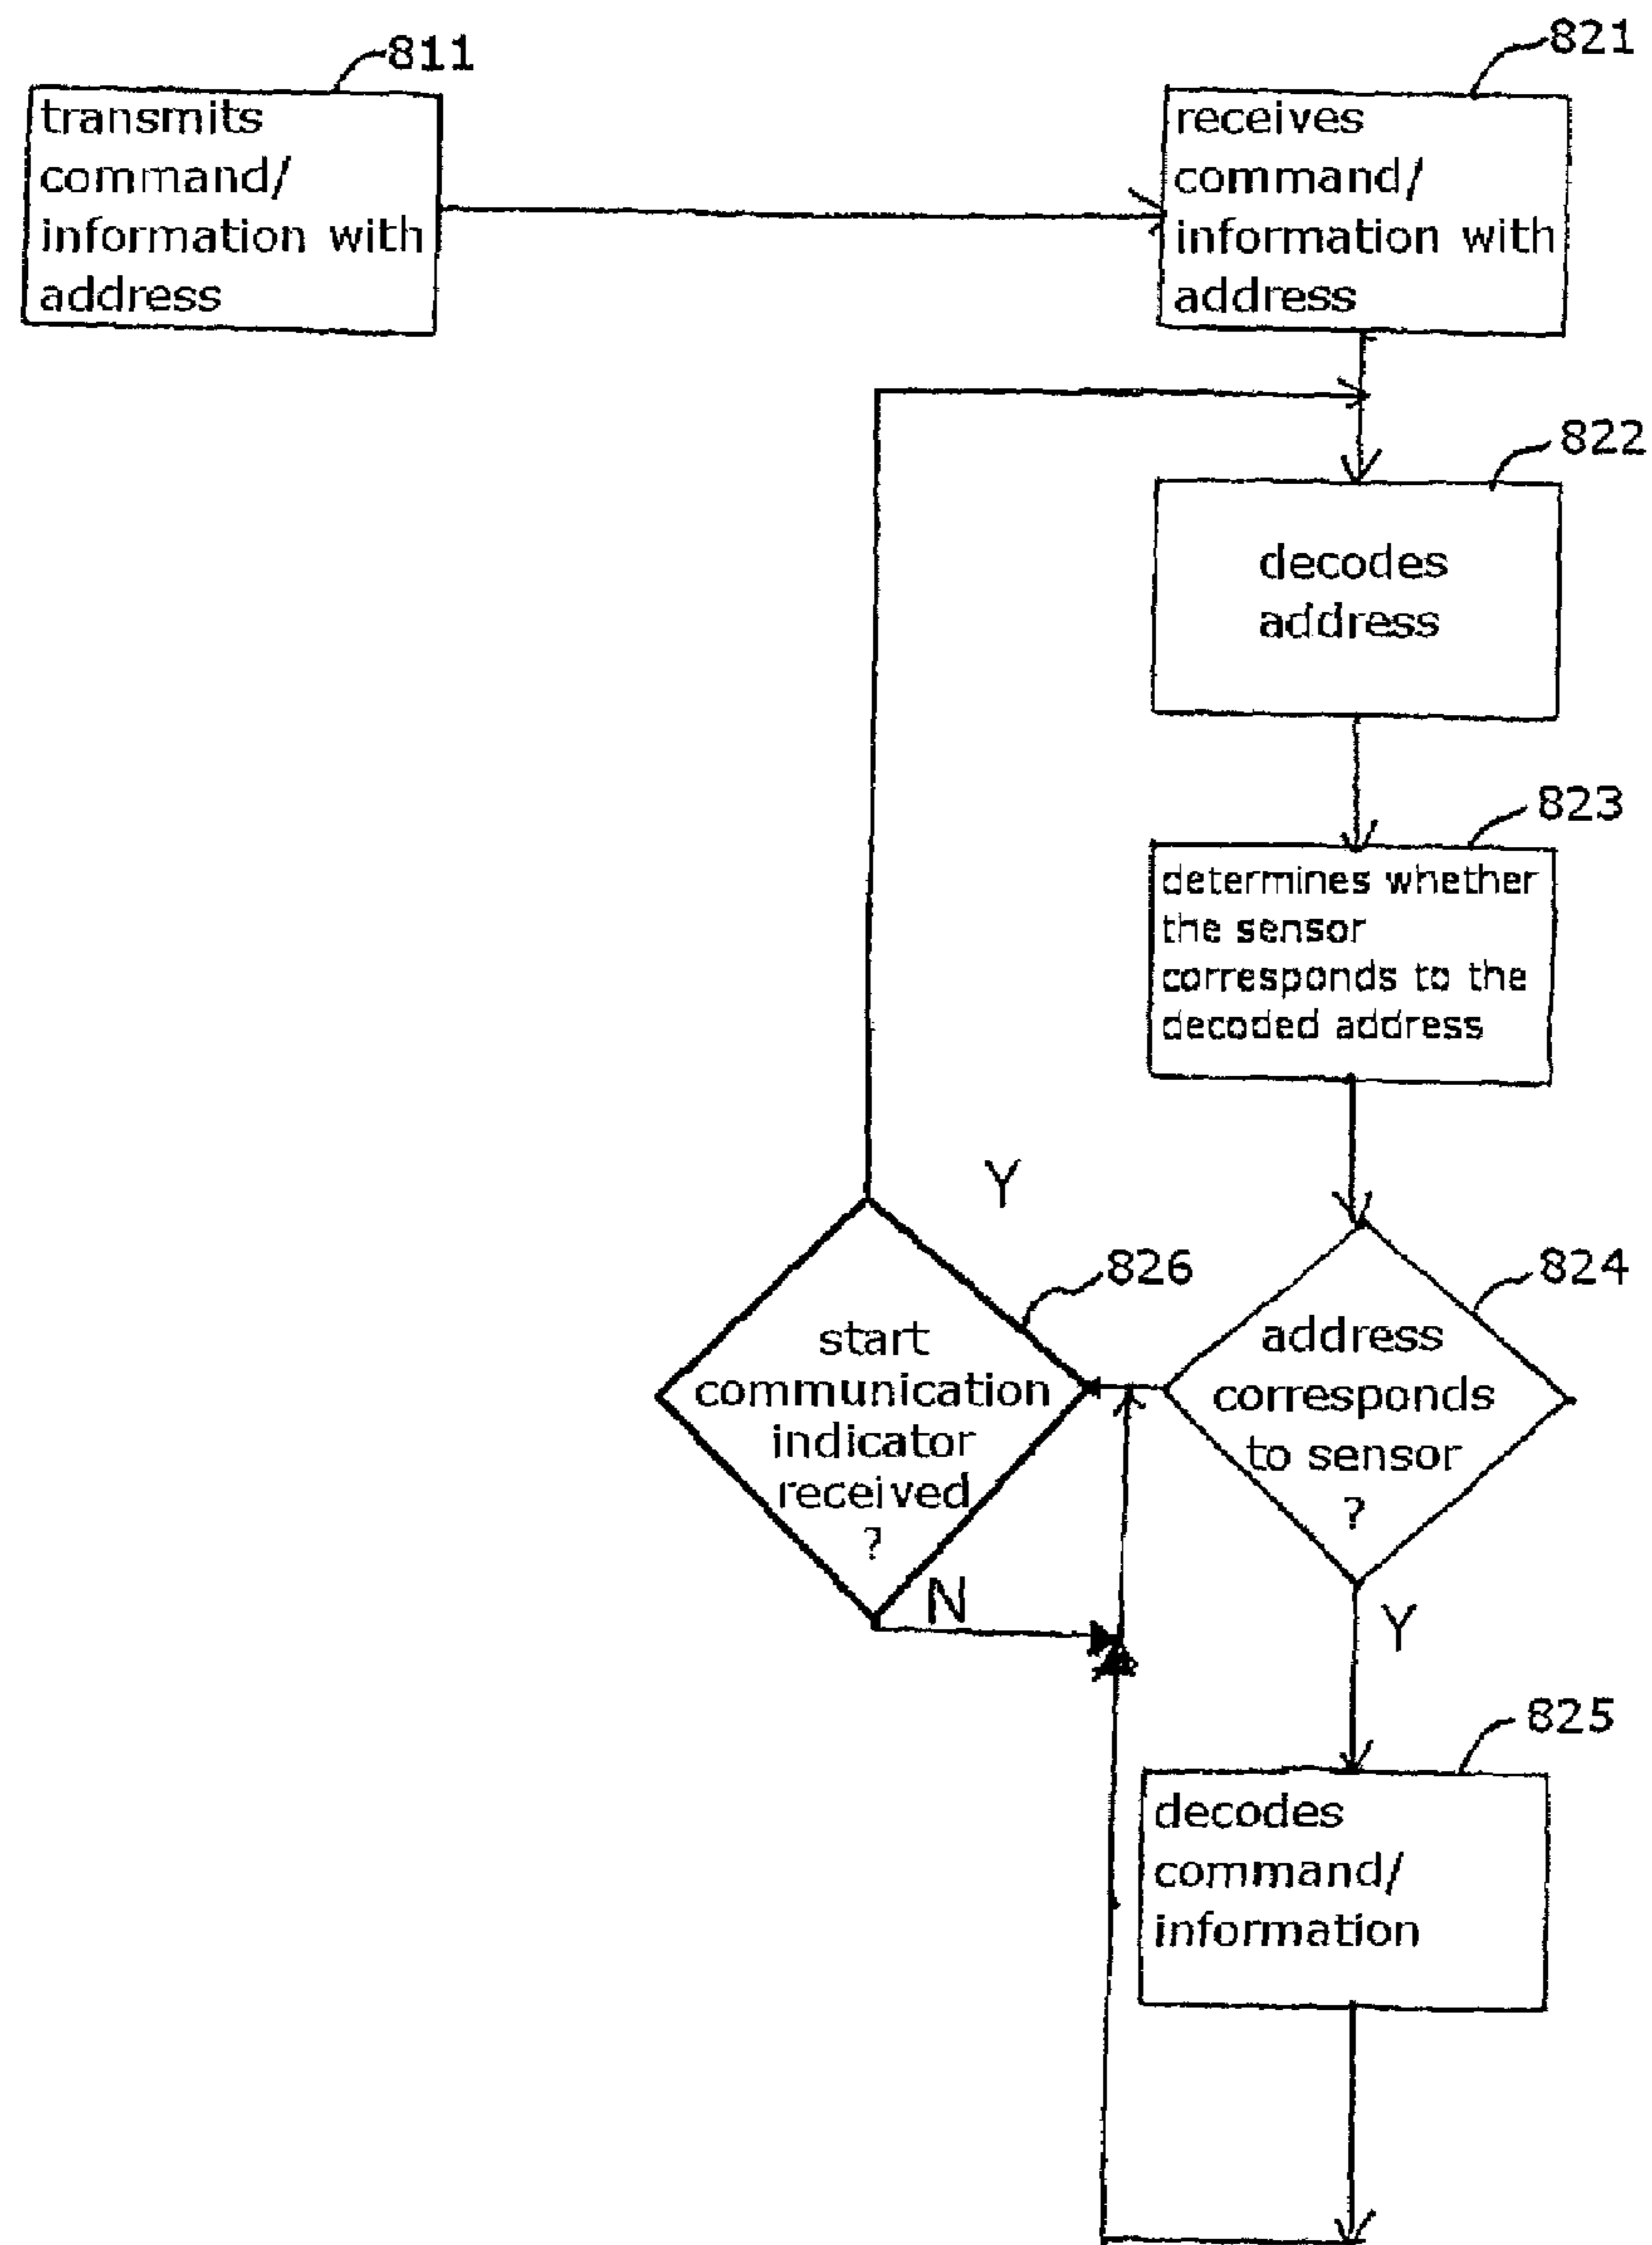 811
transmits
command/
information with
address
821
receives
command/
information with
address
822
decodes
address
823
determines whether
the sensor
corresponds to the
decoded address
Y
826
start
communication
indicator
received
?
N
824
address
corresponds
to sensor
?
Y
825
decodes
command/
information